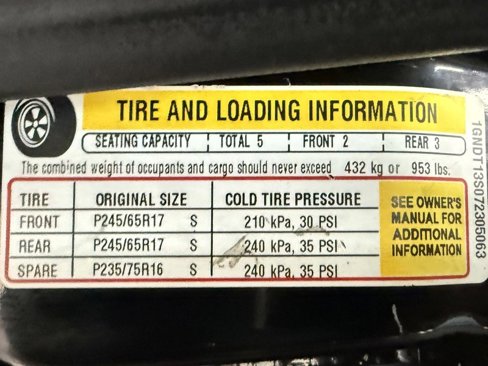 TIRE AND LOADING INFORMATION
SEATING CAPACITY TOTAL 5 FRONT 2 REAR 3
The combined weight of occupants and cargo should never exceed 432 kg or 953 lbs.
TIRE ORIGINAL SIZE COLD TIRE PRESSURE
FRONT P245/65R17 S 210 kPa, 30 PSI
REAR P245/65R17 S 240 kPa, 35 PSI
SPARE P235/75R16 S 240 kPa, 35 PSI
SEE OWNER'S
MANUAL FOR
ADDITIONAL
INFORMATION
1GNDT13S072305063